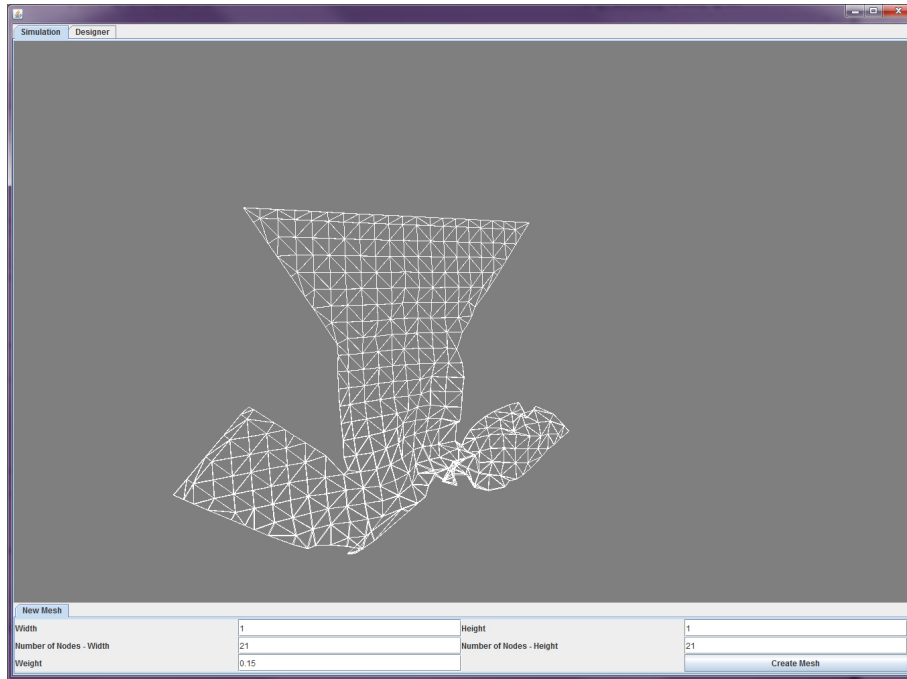 Simulation Designer
New Mesh
Width 1 Height 1
Number of Nodes - Width 21 Number of Nodes - Height 21
Weight 0.15 Create Mesh